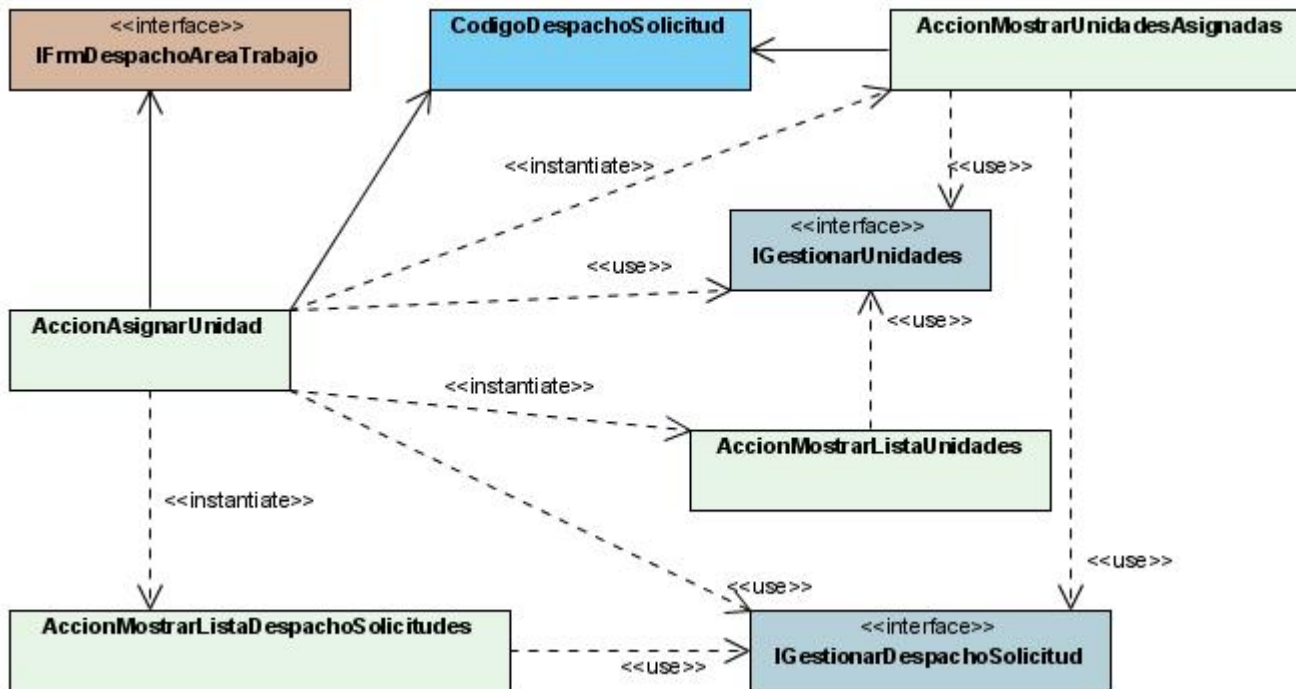 <<interface>>
IFrmDespachoAreaTrabajo
CodigoDespachoSolicitud
AccionMostrarUnidadesAsignadas
<<instantiate>>
<<use>>
<<interface>>
IGestionarUnidades
<<use>>
AccionAsignarUnidad
<<use>>
<<instantiate>>
AccionMostrarListaUnidades
<<instantiate>>
<<use>>
<<use>>
AccionMostrarListaDespachoSolicitudes
<<interface>>
IGestionarDespachoSolicitud
<<use>>